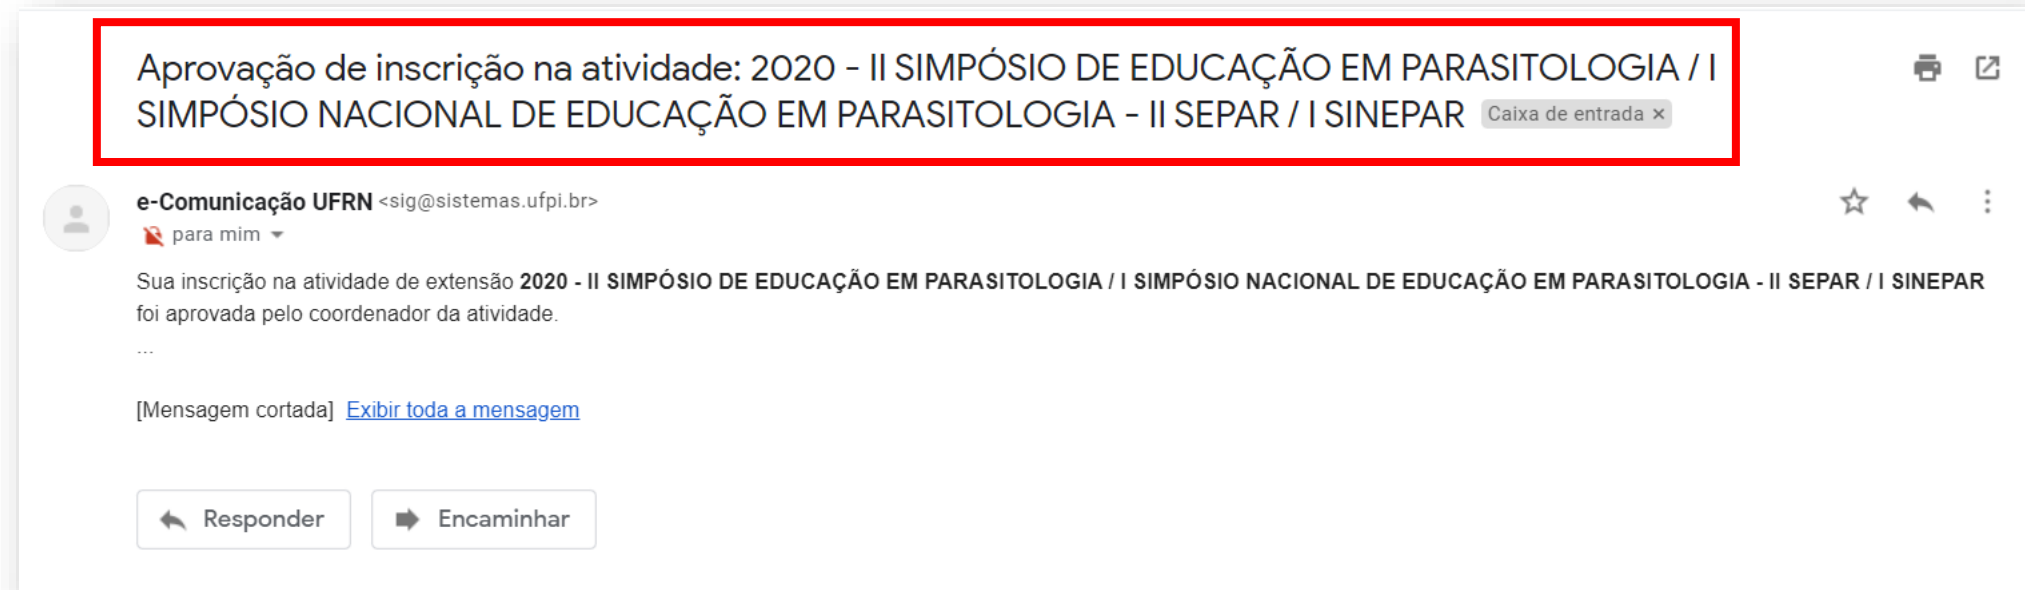 Aprovação de inscrição na atividade: 2020 - II SIMPÓSIO DE EDUCAÇÃO EM PARASITOLOGIA / I
SIMPÓSIO NACIONAL DE EDUCAÇÃO EM PARASITOLOGIA - II SEPAR / I SINEPAR Caixa de entrada ×
e-Comunicação UFRN <sig@sistemas.ufpi.br>
para mim
Sua inscrição na atividade de extensão 2020 - II SIMPÓSIO DE EDUCAÇÃO EM PARASITOLOGIA / I SIMPÓSIO NACIONAL DE EDUCAÇÃO EM PARASITOLOGIA - II SEPAR / I SINEPAR
foi aprovada pelo coordenador da atividade.
...
[Mensagem cortada] Exibir toda a mensagem
Responder Encaminhar